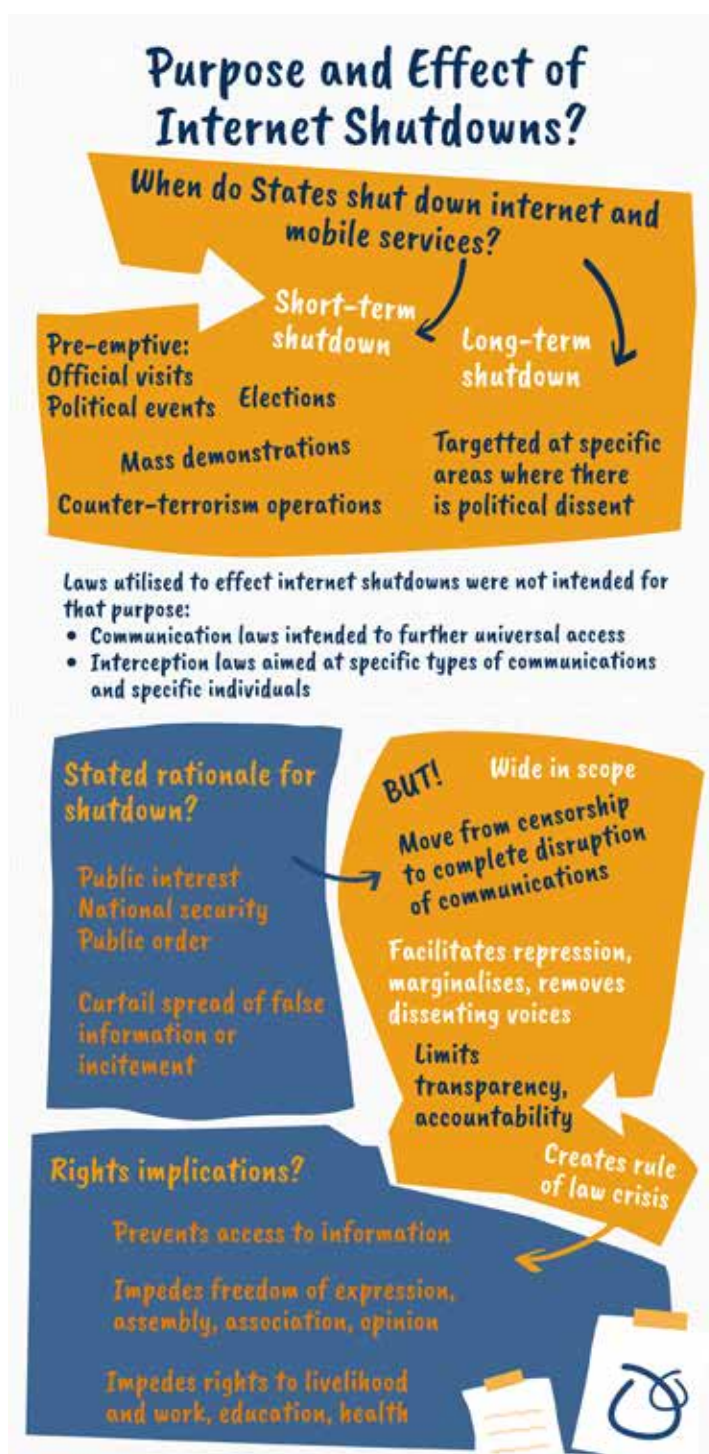 Purpose and Effect of
Internet Shutdowns?
When do States shut down internet and
mobile services?
Short-term
shutdown
Long-term
shutdown
Pre-emptive:
Official visits
Political events
Elections
Mass demonstrations
Counter-terrorism operations
Targetted at specific
areas where there
is political dissent
Laws utilised to effect internet shutdowns were not intended for
that purpose:
• Communication laws intended to further universal access
• Interception laws aimed at specific types of communications
and specific individuals
Stated rationale for
shutdown?
Public interest
National security
Public order
Curtail spread of false
information or
incitement
BUT!
Wide in scope
Move from censorship
to complete disruption
of communications
Facilitates repression,
marginalises, removes
dissenting voices
Limits
transparency,
accountability
Creates rule
of law crisis
Rights implications?
Prevents access to information
Impedes freedom of expression,
assembly, association, opinion
Impedes rights to livelihood
and work, education, health